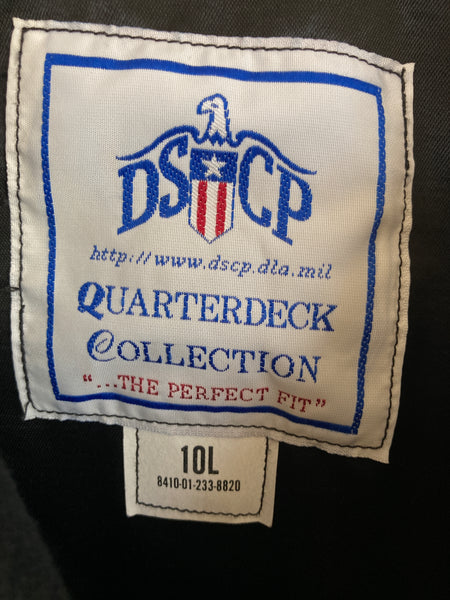 DSCP
http://www.dscp.dla.mil
QUARTERDECK
COLLECTION
"...THE PERFECT FIT"
10L
8410-01-233-8820